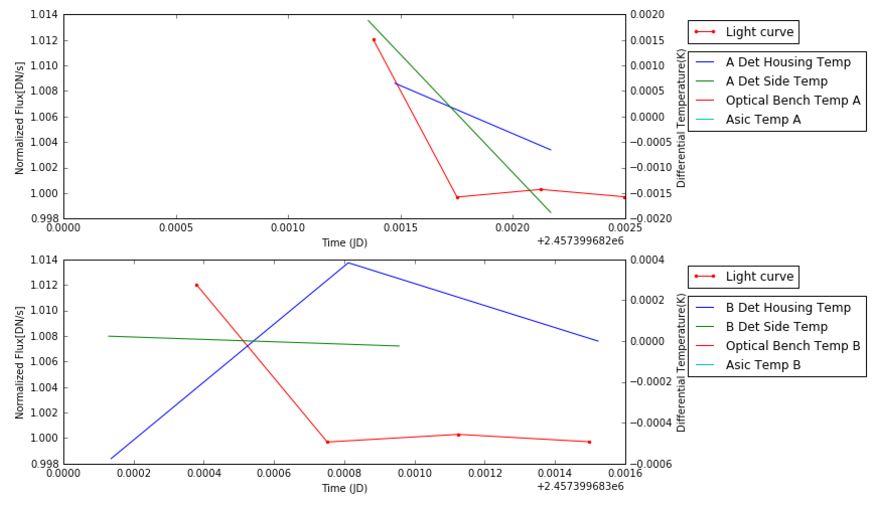 1.014
1.012
1.010
1.008
1.006
1.004
1.002
1.000
0.998
Normalized Flux[DN/s]
0.0000 0.0005 0.0010 0.0015 0.0020 0.0025
Time (JD)
+2.457399682e6
0.0020
0.0015
0.0010
0.0005
0.0000
−0.0005
−0.0010
−0.0015
−0.0020
Differential Temperature(K)
Light curve
A Det Housing Temp
A Det Side Temp
Optical Bench Temp A
Asic Temp A
1.014
1.012
1.010
1.008
1.006
1.004
1.002
1.000
0.998
Normalized Flux[DN/s]
0.0000 0.0002 0.0004 0.0006 0.0008 0.0010 0.0012 0.0014 0.0016
Time (JD)
+2.457399683e6
0.0004
0.0002
0.0000
−0.0002
−0.0004
−0.0006
Differential Temperature(K)
Light curve
B Det Housing Temp
B Det Side Temp
Optical Bench Temp B
Asic Temp B